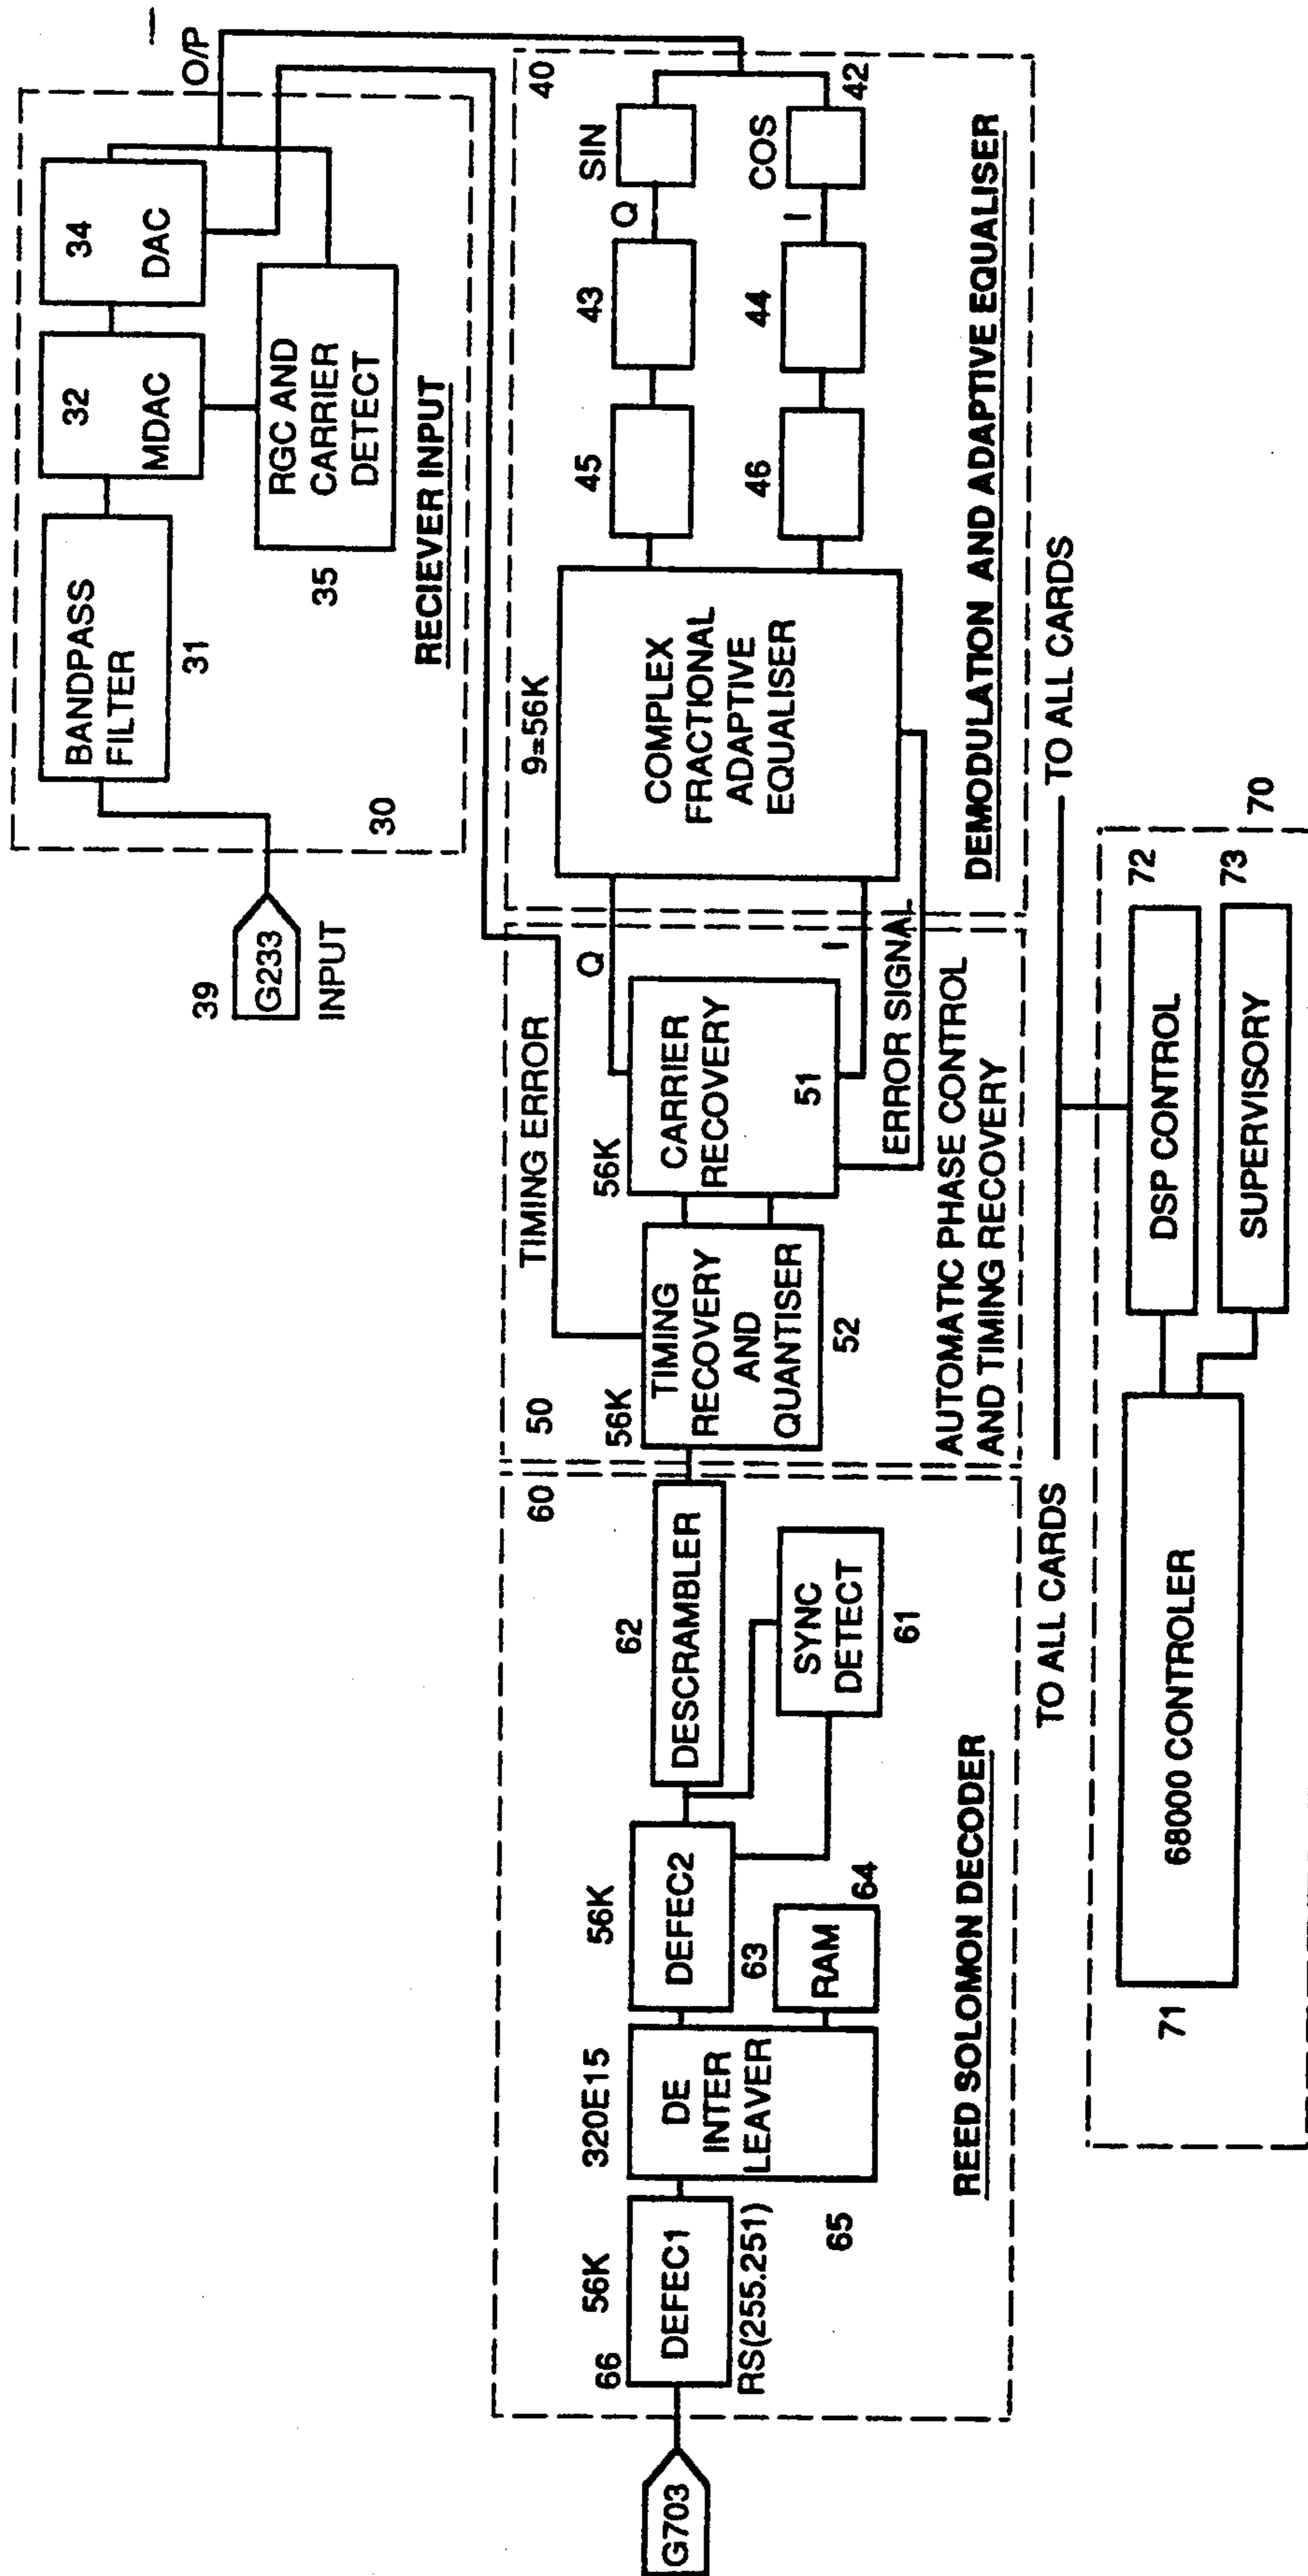 39
G233
INPUT
BANDPASS
FILTER
31
32
MDAC
34
DAC
O/P
RGC AND
CARRIER
DETECT
35
RECIEVER INPUT
30
G703
66
56K
DEFEC1
RS(255.251)
320E15
DE
INTER
LEAVER
65
56K
DEFEC2
63
RAM
64
62
DESCRAMBLER
SYNC
DETECT
61
60
REED SOLOMON DECODER
50
TIMING ERROR
56K
TIMING
RECOVERY
AND
QUANTISER
52
56K
CARRIER
RECOVERY
51
Q
I
ERROR SIGNAL
AUTOMATIC PHASE CONTROL
AND TIMING RECOVERY
9=56K
COMPLEX
FRACTIONAL
ADAPTIVE
EQUALISER
45
43
Q
SIN
40
46
44
I
COS
42
DEMODULATION AND ADAPTIVE EQUALISER
TO ALL CARDS
TO ALL CARDS
71
68000 CONTROLER
DSP CONTROL
72
SUPERVISORY
73
70